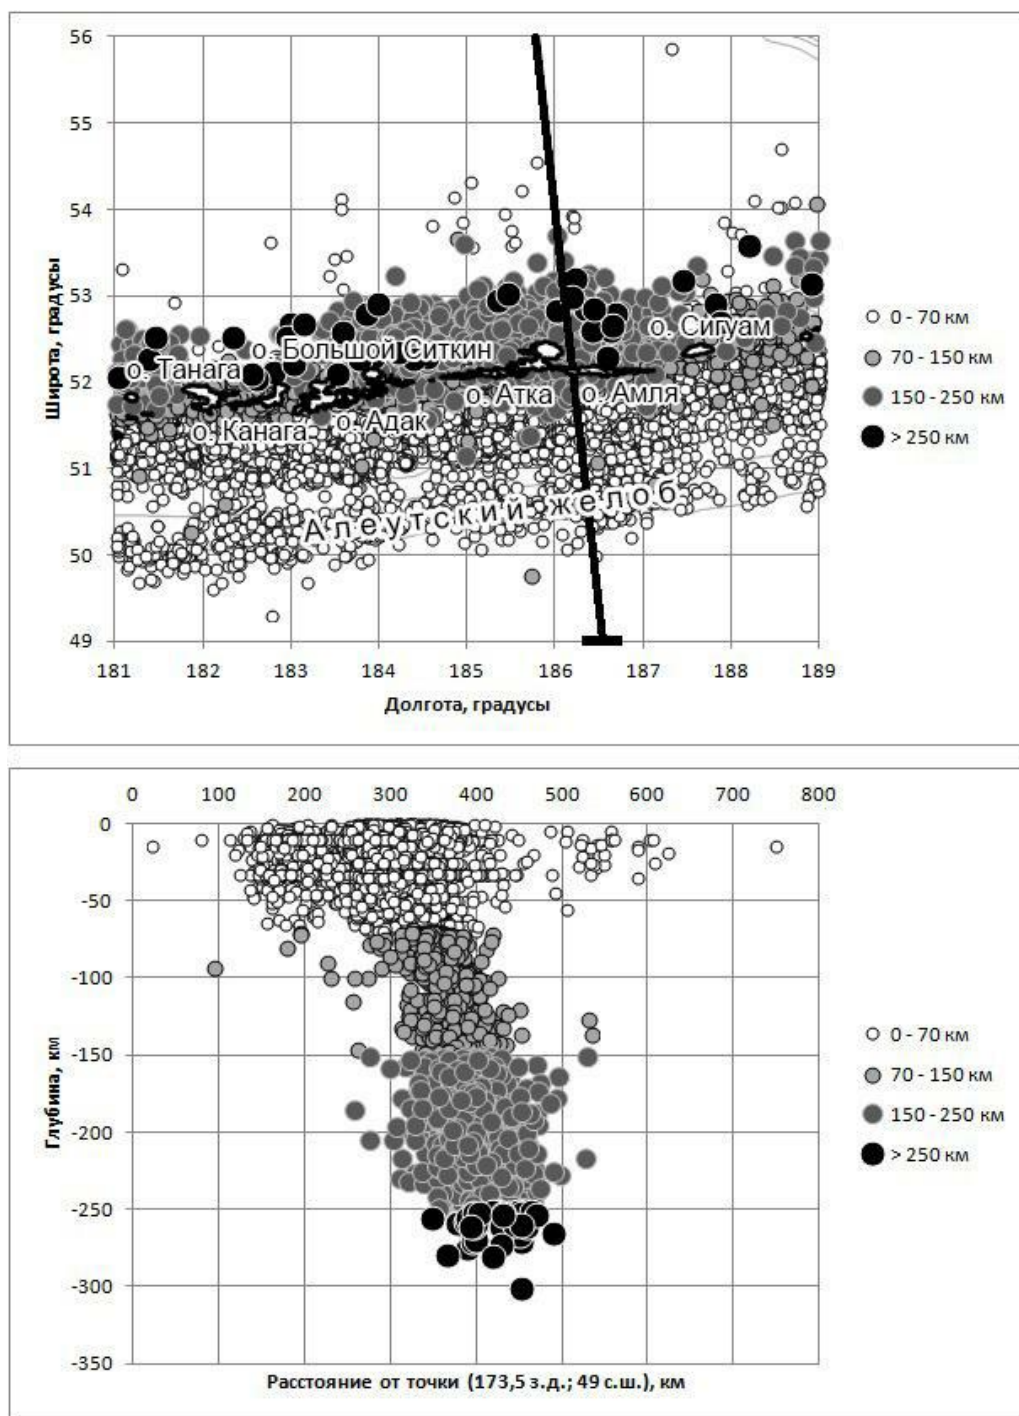 56
55
54
53
52
51
50
49
Широта, градусы
о. Сигуам
о. Большой Ситкин
о. Танага
о. Атка
о. Амля
о. Адак
о. Канага
Алеутский желоб
181 182 183 184 185 186 187 188 189
Долгота, градусы
0 - 70 км
70 - 150 км
150 - 250 км
> 250 км
0 100 200 300 400 500 600 700 800
0
-50
-100
-150
-200
-250
-300
-350
Глубина, км
0 - 70 км
70 - 150 км
150 - 250 км
> 250 км
Расстояние от точки (173,5 з.д.; 49 с.ш.), км